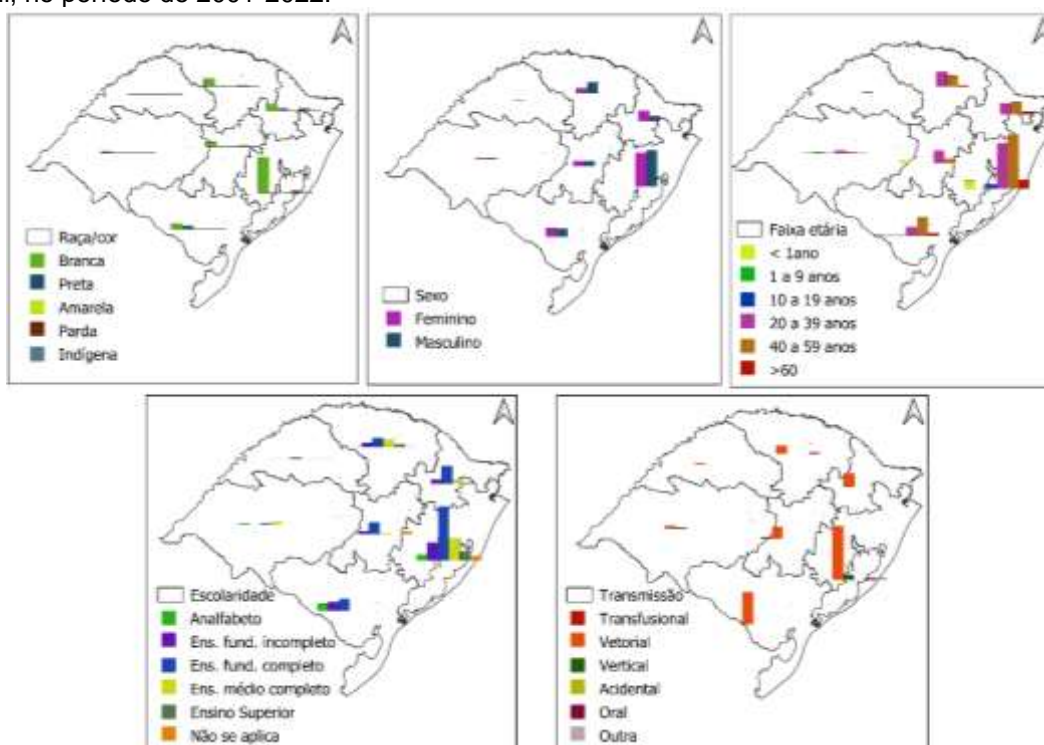 no período de 2001-2022.
Raça/cor
Branca
Preta
Amarela
Parda
Indígena
Sexo
Feminino
Masculino
Faixa etária
< 1ano
1 a 9 anos
10 a 19 anos
20 a 39 anos
40 a 59 anos
>60
Escolaridade
Analfabeto
Ens. fund. incompleto
Ens. fund. completo
Ens. médio completo
Ensino Superior
Não se aplica
Transmissão
Transfusional
Vetorial
Vertical
Acidental
Oral
Outra